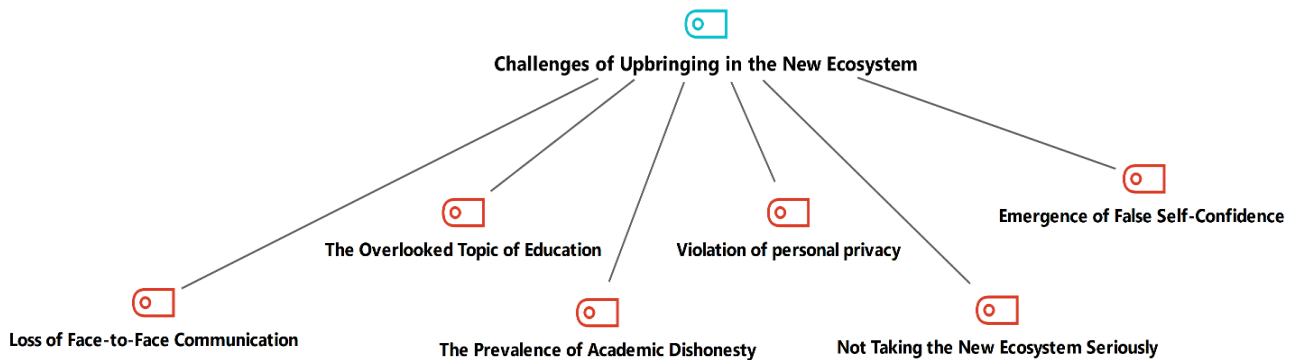 Challenges of Upbringing in the New Ecosystem
Emergence of False Self-Confidence
The Overlooked Topic of Education
Violation of personal privacy
Loss of Face-to-Face Communication
The Prevalence of Academic Dishonesty
Not Taking the New Ecosystem Seriously